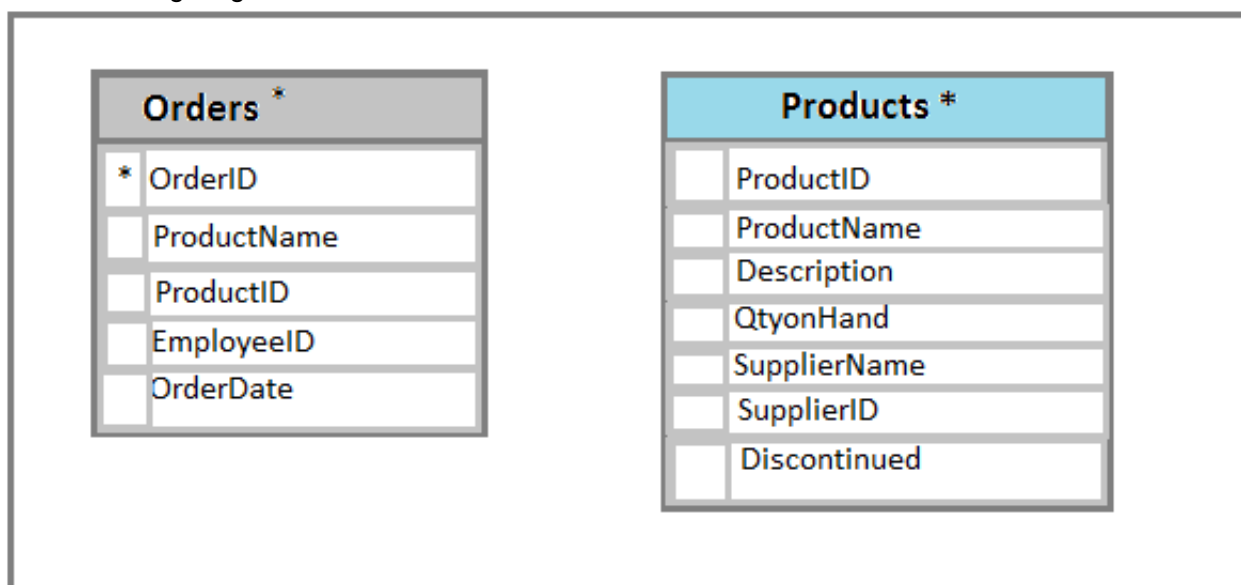 Orders *
* OrderID
ProductName
ProductID
EmployeeID
OrderDate
Products *
ProductID
ProductName
Description
QtyonHand
SupplierName
SupplierID
Discontinued